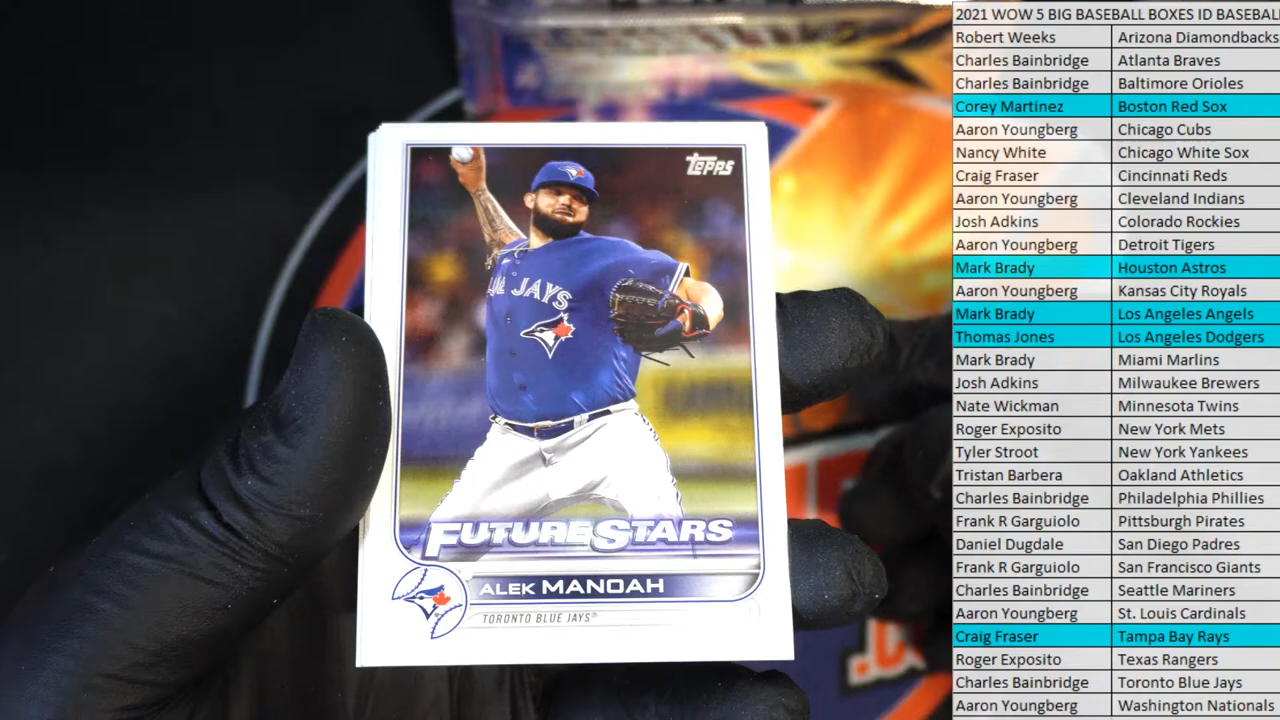 Topps
BLUE JAYS
FUTURE STARS
ALEK MANOAH
TORONTO BLUE JAYS®
2021 WOW 5 BIG BASEBALL BOXES ID BASEBALL
Robert Weeks Arizona Diamondbacks
Charles Bainbridge Atlanta Braves
Charles Bainbridge Baltimore Orioles
Corey Martinez Boston Red Sox
Aaron Youngberg Chicago Cubs
Nancy White Chicago White Sox
Craig Fraser Cincinnati Reds
Aaron Youngberg Cleveland Indians
Josh Adkins Colorado Rockies
Aaron Youngberg Detroit Tigers
Mark Brady Houston Astros
Aaron Youngberg Kansas City Royals
Mark Brady Los Angeles Angels
Thomas Jones Los Angeles Dodgers
Mark Brady Miami Marlins
Josh Adkins Milwaukee Brewers
Nate Wickman Minnesota Twins
Roger Exposito New York Mets
Tyler Stroot New York Yankees
Tristan Barbera Oakland Athletics
Charles Bainbridge Philadelphia Phillies
Frank R Garguiolo Pittsburgh Pirates
Daniel Dugdale San Diego Padres
Frank R Garguiolo San Francisco Giants
Charles Bainbridge Seattle Mariners
Aaron Youngberg St. Louis Cardinals
Craig Fraser Tampa Bay Rays
Roger Exposito Texas Rangers
Charles Bainbridge Toronto Blue Jays
Aaron Youngberg Washington Nationals